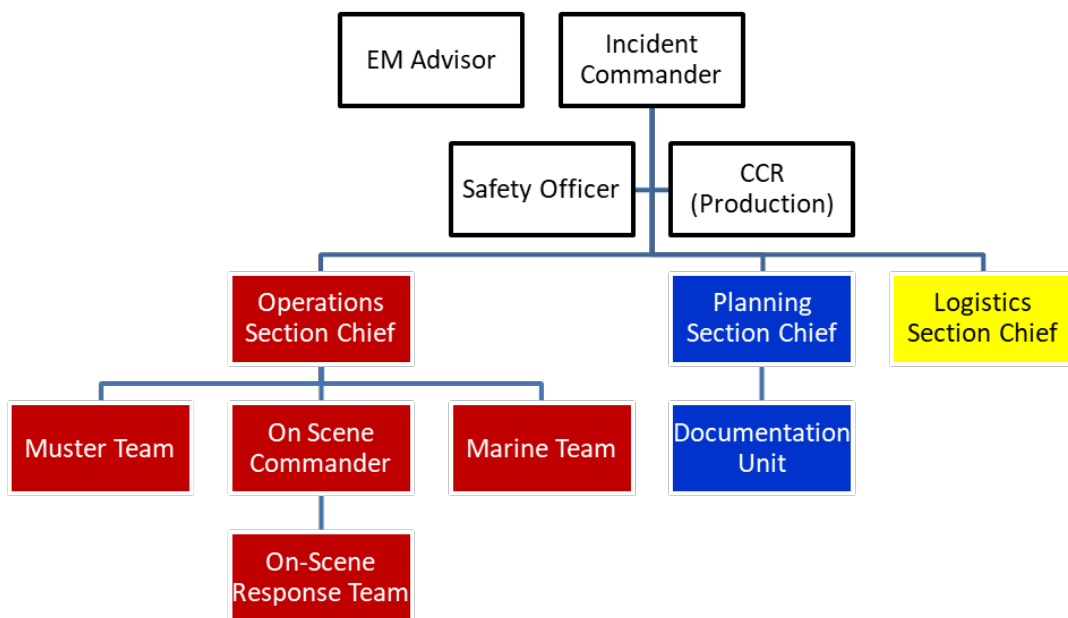 EM Advisor
Incident
Commander
Safety Officer
CCR
(Production)
Operations
Section Chief
Planning
Section Chief
Logistics
Section Chief
Muster Team
On Scene
Commander
Marine Team
Documentation
Unit
On-Scene
Response Team